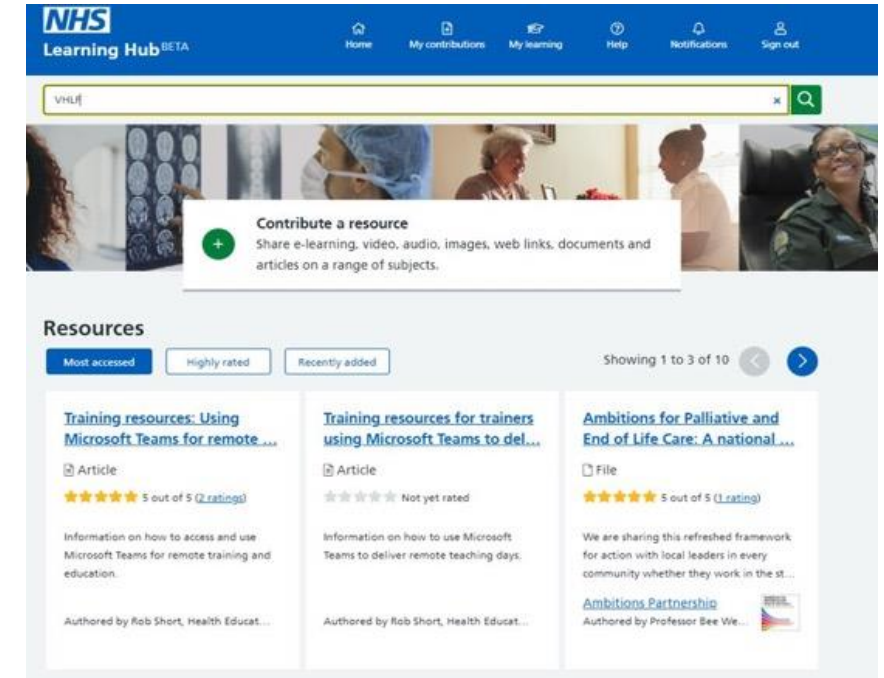 NHS
Learning Hub BETA
Home
My contributions
My learning
Help
Notifications
Sign out
VHLP
Contribute a resource
Share e-learning, video, audio, images, web links, documents and
articles on a range of subjects.
Resources
Most accessed
Highly rated
Recently added
Showing 1 to 3 of 10
Training resources: Using
Microsoft Teams for remote ...
Article
5 out of 5 (2 ratings)
Information on how to access and use
Microsoft Teams for remote training and
education.
Authored by Rob Short, Health Educat...
Training resources for trainers
using Microsoft Teams to del...
Article
Not yet rated
Information on how to use Microsoft
Teams to deliver remote teaching days.
Authored by Rob Short, Health Educat...
Ambitions for Palliative and
End of Life Care: A national ...
File
5 out of 5 (1 rating)
We are sharing this refreshed framework
for action with local leaders in every
community whether they work in the st...
Ambitions Partnership
Authored by Professor Bee We...